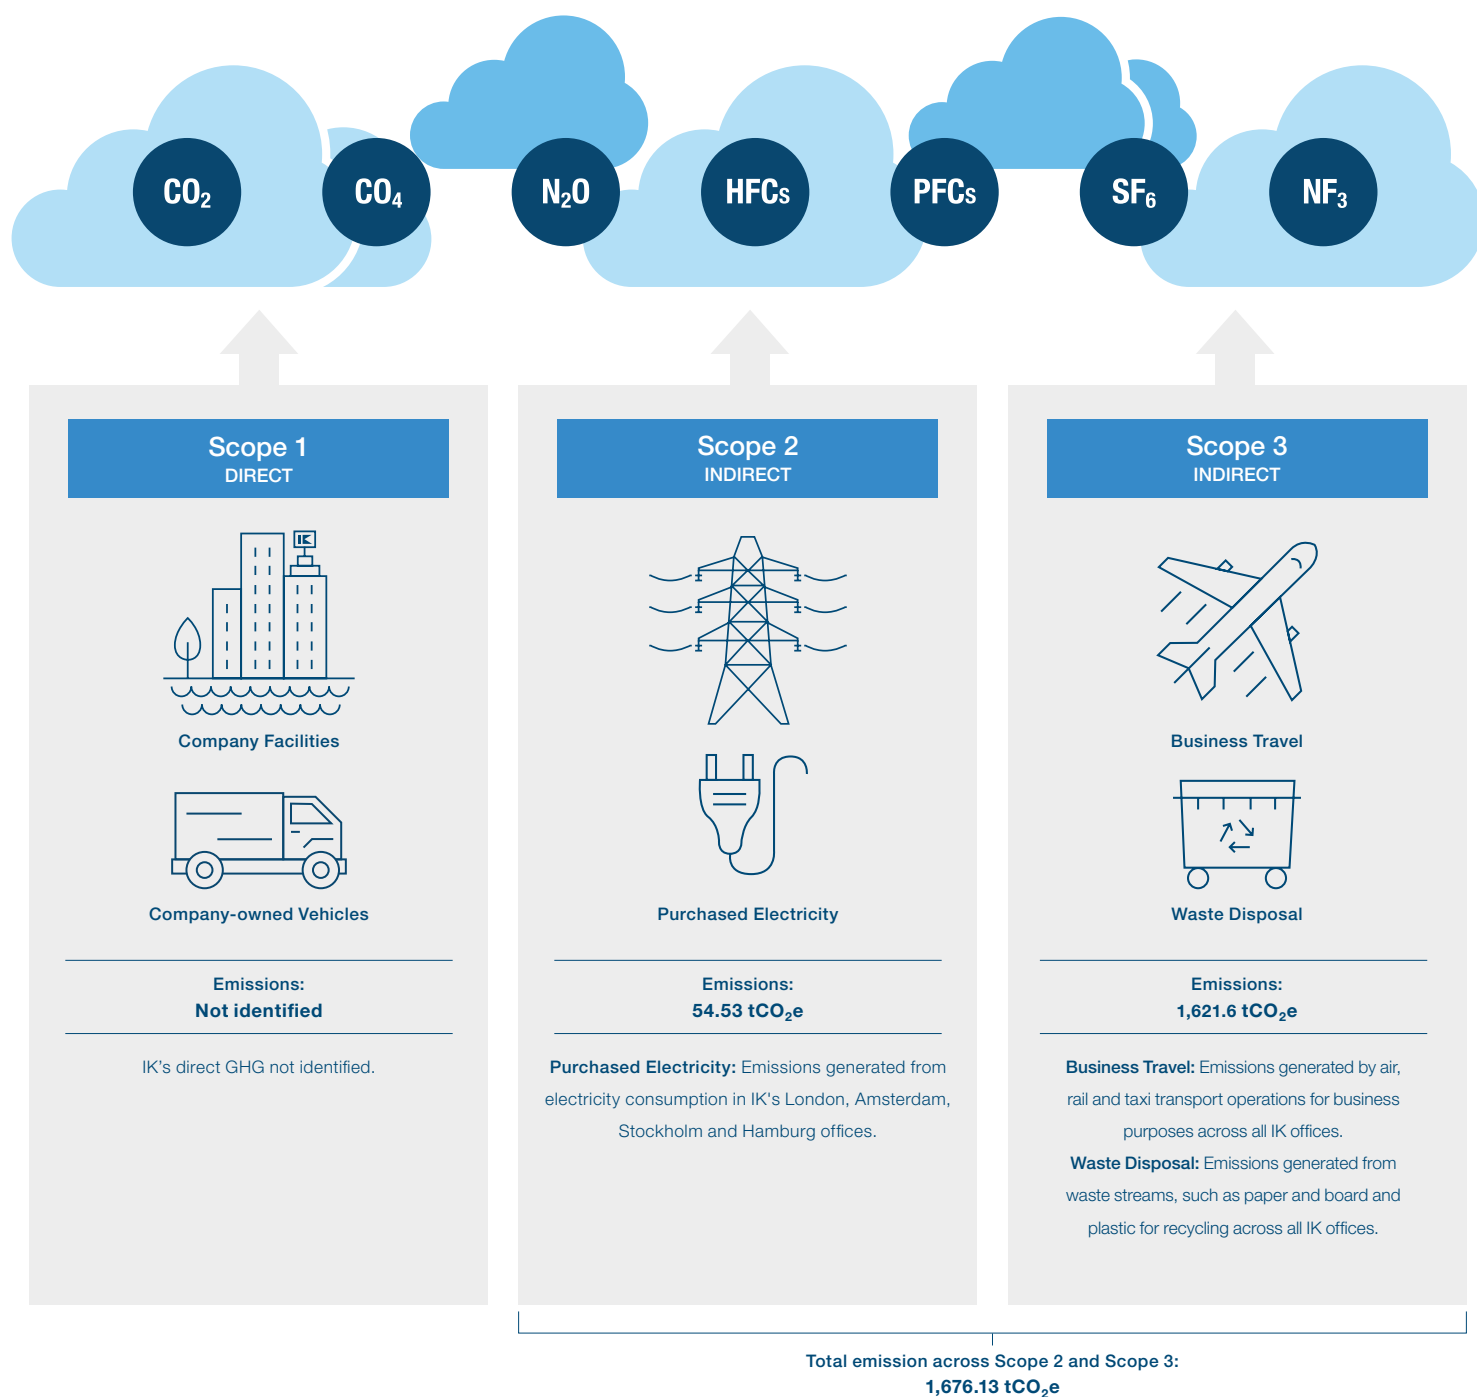 CO₂
CO₄
N₂O
HFCs
PFCs
SF₆
NF₃
Scope 1
DIRECT
IK
Company Facilities
Company-owned Vehicles
Emissions:
Not identified
IK's direct GHG not identified.
Scope 2
INDIRECT
Purchased Electricity
Emissions:
54.53 tCO₂e
Purchased Electricity: Emissions generated from
electricity consumption in IK's London, Amsterdam,
Stockholm and Hamburg offices.
Scope 3
INDIRECT
Business Travel
Waste Disposal
Emissions:
1,621.6 tCO₂e
Business Travel: Emissions generated by air,
rail and taxi transport operations for business
purposes across all IK offices.
Waste Disposal: Emissions generated from
waste streams, such as paper and board and
plastic for recycling across all IK offices.
Total emission across Scope 2 and Scope 3:
1,676.13 tCO₂e